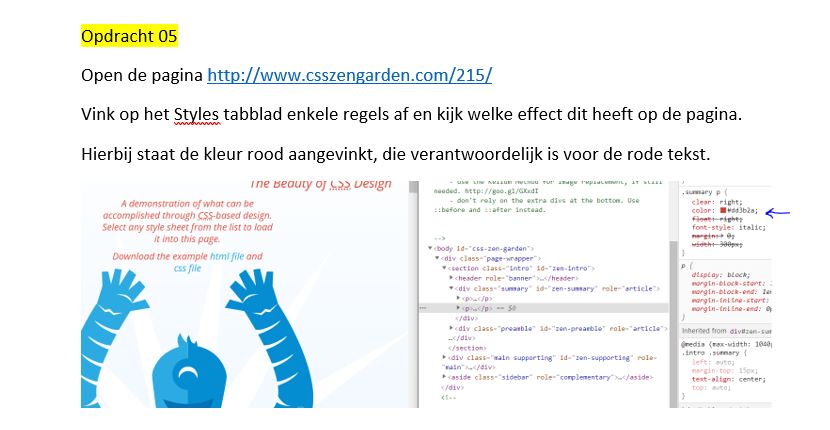 Opdracht 05
Open de pagina http://www.csszengarden.com/215/
Vink op het Styles tabblad enkele regels af en kijk welke effect dit heeft op de pagina.
Hierbij staat de kleur rood aangevinkt, die verantwoordelijk is voor de rode tekst.
The Beauty of CSS Design
A demonstration of what can be
accomplished through CSS-based design.
Select any style sheet from the list to load
it into this page.
Download the example html file and
css file
- Use the Kellum Method for image replacement, if still
needed. http://goo.gl/GXxdI
- don't rely on the extra divs at the bottom. Use
::before and ::after instead.
-->
▼<body id="css-zen-garden">
▼<div class="page-wrapper">
▼<section class="intro" id="zen-intro">
▶<header role="banner">…</header>
▼<div class="summary" id="zen-summary" role="article">
▶<p>…</p>
▶<p>…</p> == $0
</div>
▶<div class="preamble" id="zen-preamble" role="article">
…</div>
</section>
▶<div class="main supporting" id="zen-supporting" role=
"main">…</div>
▶<aside class="sidebar" role="complementary">…</aside>
</div>
<!--
.summary p {
clear: right;
color: #dd3b2a;
float: right;
font-style: italic;
margin:▶ 0;
width: 300px;
}
p {
display: block;
margin-block-start: 1
margin-block-end: 1e
margin-inline-start:
margin-inline-end: 0p
}
Inherited from div#zen-sum
@media (max-width: 1040p
.intro .summary {
left: auto;
margin-top: 15px;
text-align: center;
top: auto;
}